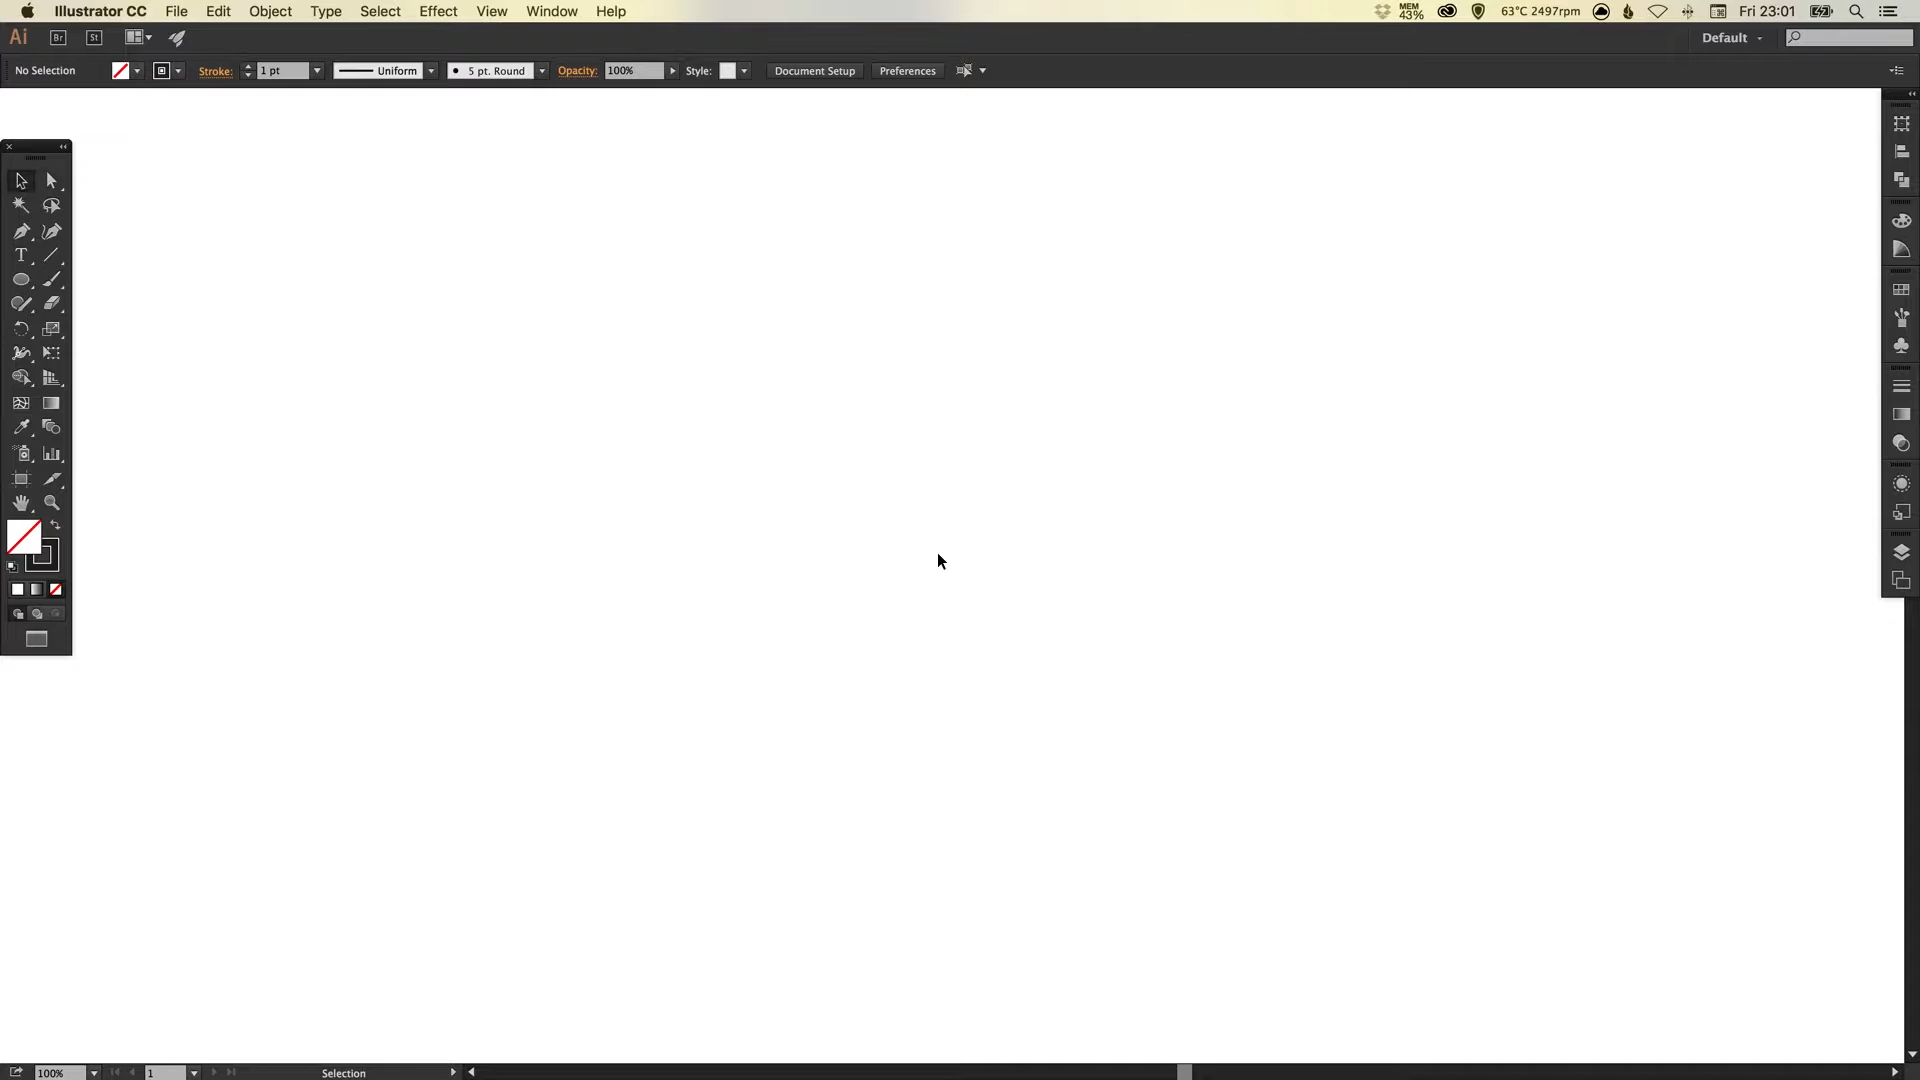 Illustrator CC File Edit Object Type Select Effect View Window Help MEM 43% 63°C 2497rpm Fri 23:01
Ai Br St Default
No Selection Stroke: 1 pt Uniform 5 pt. Round Opacity: 100% Style: Document Setup Preferences
T
100% 1 Selection